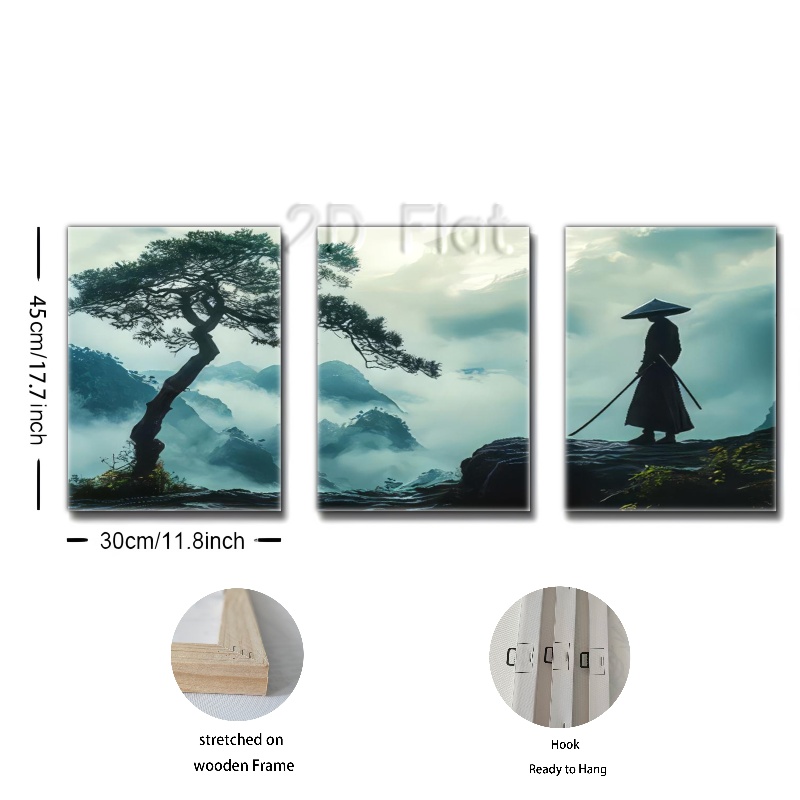 2D Flat
45cm/17.7inch
30cm/11.8inch
stretched on
wooden Frame
Hook
Ready to Hang